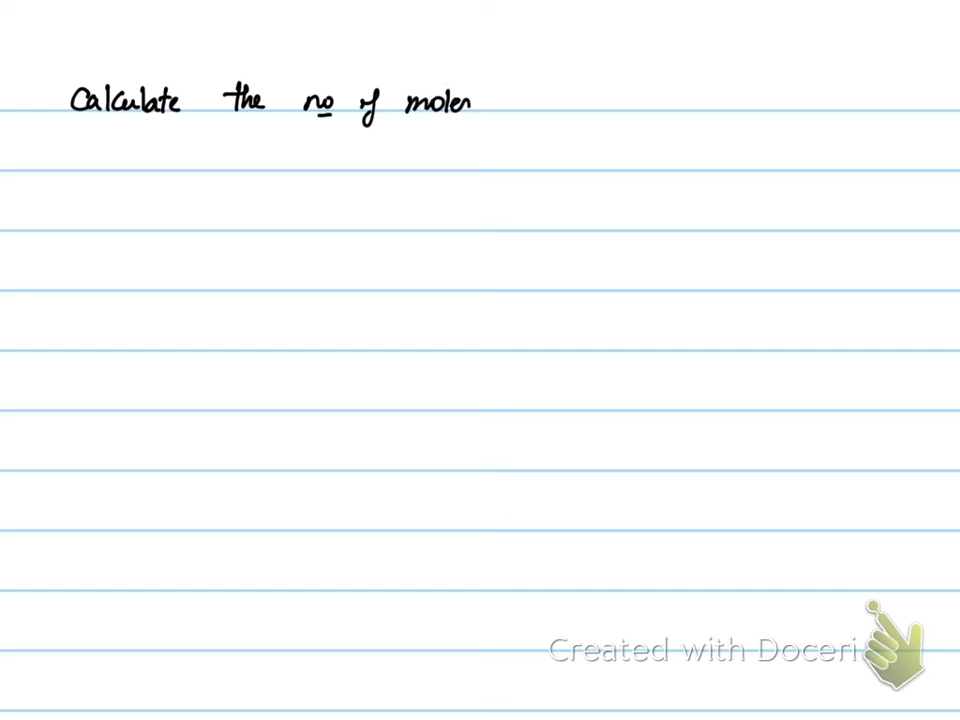 Calculate the no of moles
Created with Doceri